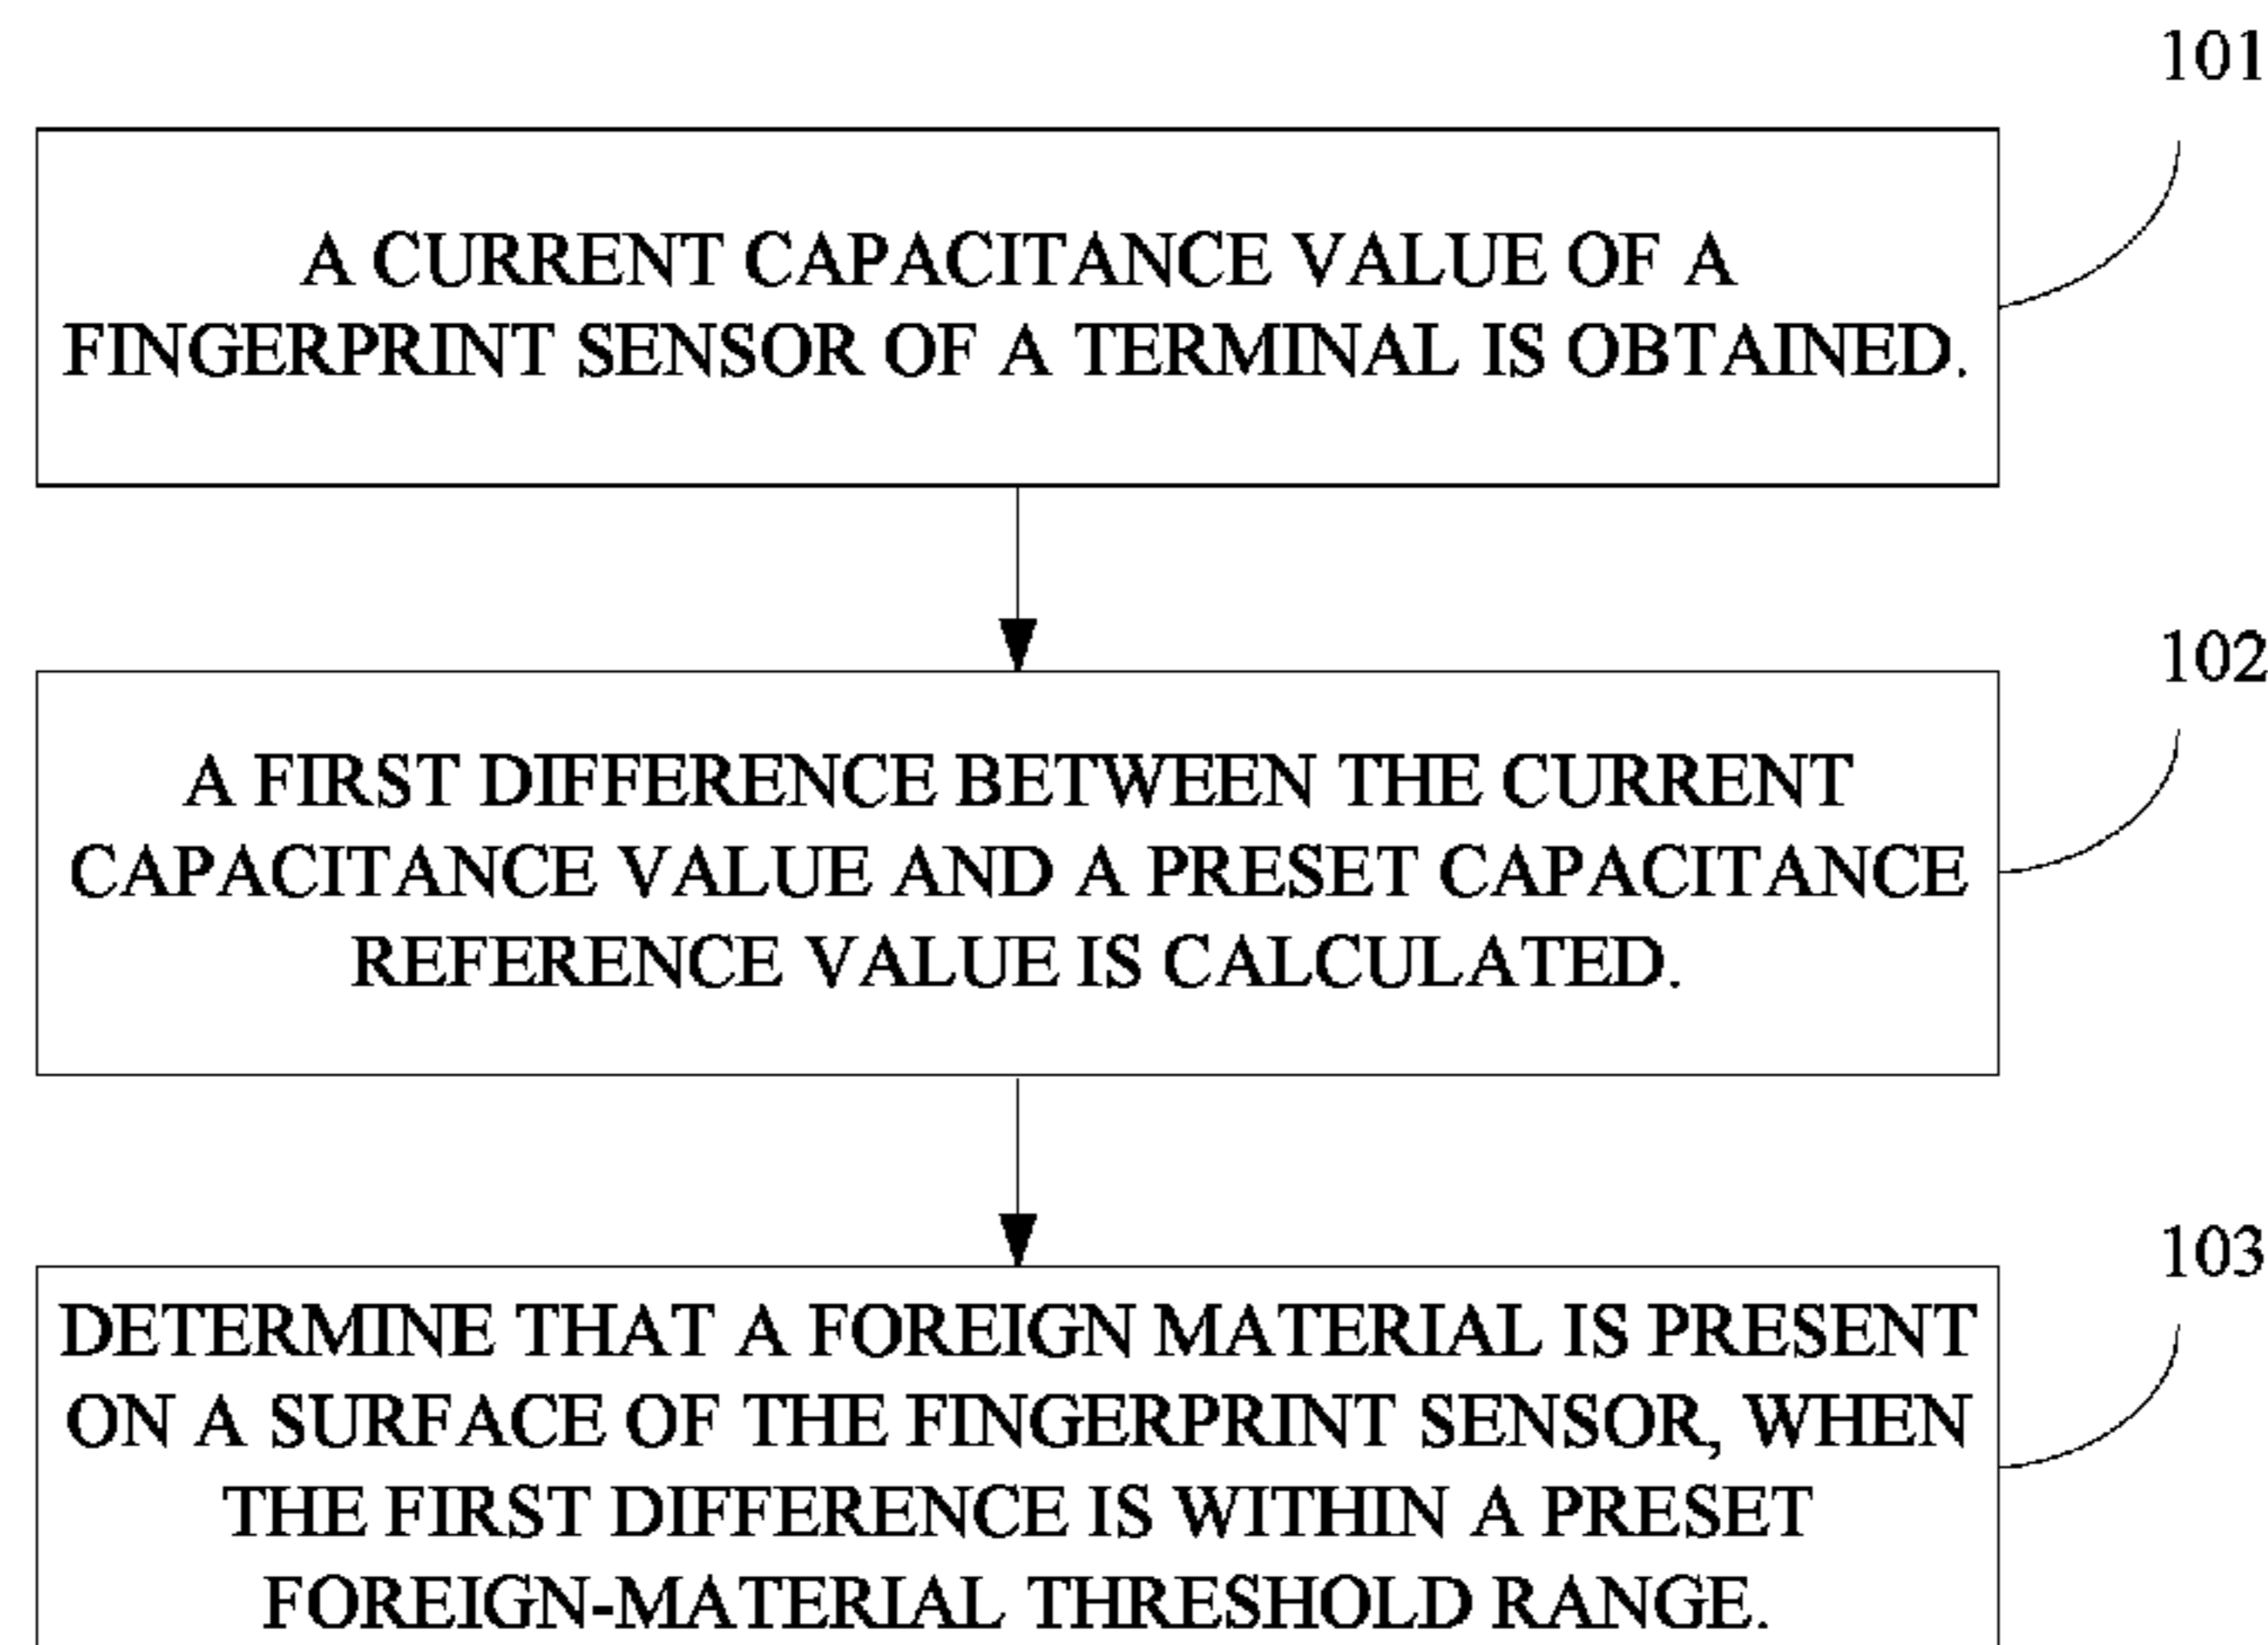 101
A CURRENT CAPACITANCE VALUE OF A
FINGERPRINT SENSOR OF A TERMINAL IS OBTAINED.
102
A FIRST DIFFERENCE BETWEEN THE CURRENT
CAPACITANCE VALUE AND A PRESET CAPACITANCE
REFERENCE VALUE IS CALCULATED.
103
DETERMINE THAT A FOREIGN MATERIAL IS PRESENT
ON A SURFACE OF THE FINGERPRINT SENSOR, WHEN
THE FIRST DIFFERENCE IS WITHIN A PRESET
FOREIGN-MATERIAL THRESHOLD RANGE.